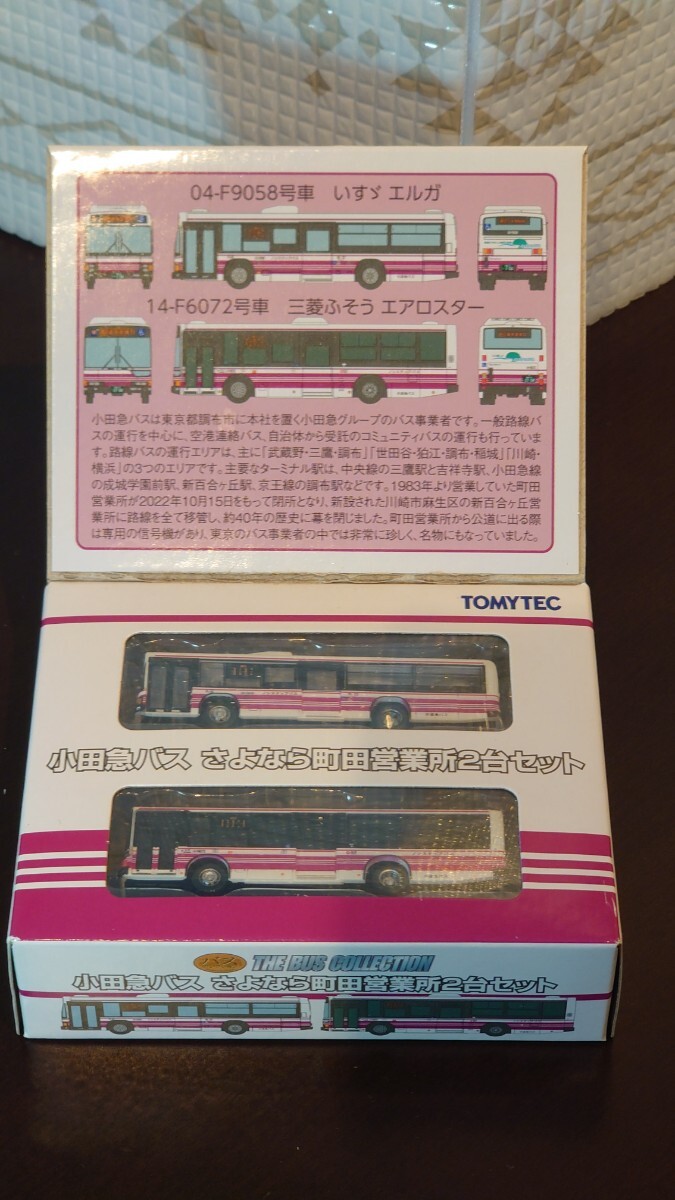 04-F9058号車 いすゞ エルガ
14-F6072号車 三菱ふそう エアロスター
小田急バスは東京都調布市に本社を置く小田急グループのバス事業者です。一般路線バ
スの運行を中心に、空港連絡バス、自治体から受託のコミュニティバスの運行も行っていま
す。路線バスの運行エリアは、主に「武蔵野・三鷹・調布」「世田谷・狛江・調布・稲城」「川崎・
横浜」の3つのエリアです。主要なターミナル駅は、中央線の三鷹駅と吉祥寺駅、小田急線
の成城学園前駅、新百合ヶ丘駅、京王線の調布駅などです。1983年より営業していた町田
営業所が2022年10月15日をもって閉所となり、新設された川崎市麻生区の新百合ヶ丘営
業所に路線を全て移管し、約40年の歴史に幕を閉じました。町田営業所から公道に出る際
は専用の信号機があり、東京のバス事業者の中では非常に珍しく、名物にもなっていました。
TOMYTEC
小田急バス さよなら町田営業所2台セット
THE BUS COLLECTION
小田急バス さよなら町田営業所2台セット